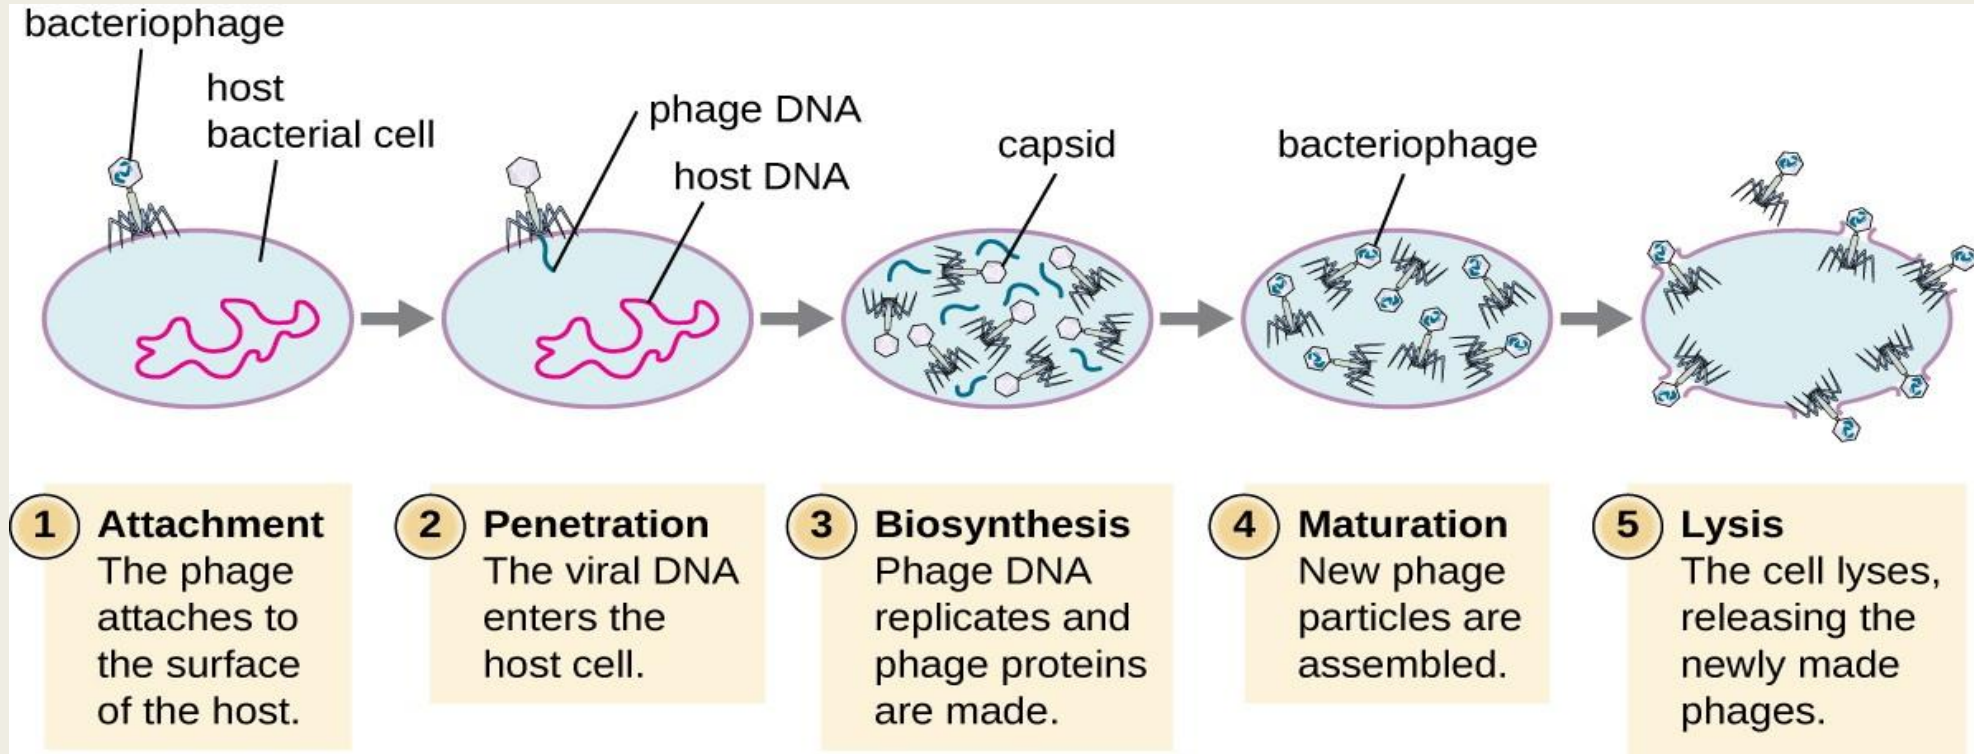 bacteriophage
host
bacterial cell
phage DNA
host DNA
capsid
bacteriophage
1 Attachment
The phage
attaches to
the surface
of the host.
2 Penetration
The viral DNA
enters the
host cell.
3 Biosynthesis
Phage DNA
replicates and
phage proteins
are made.
4 Maturation
New phage
particles are
assembled.
5 Lysis
The cell lyses,
releasing the
newly made
phages.